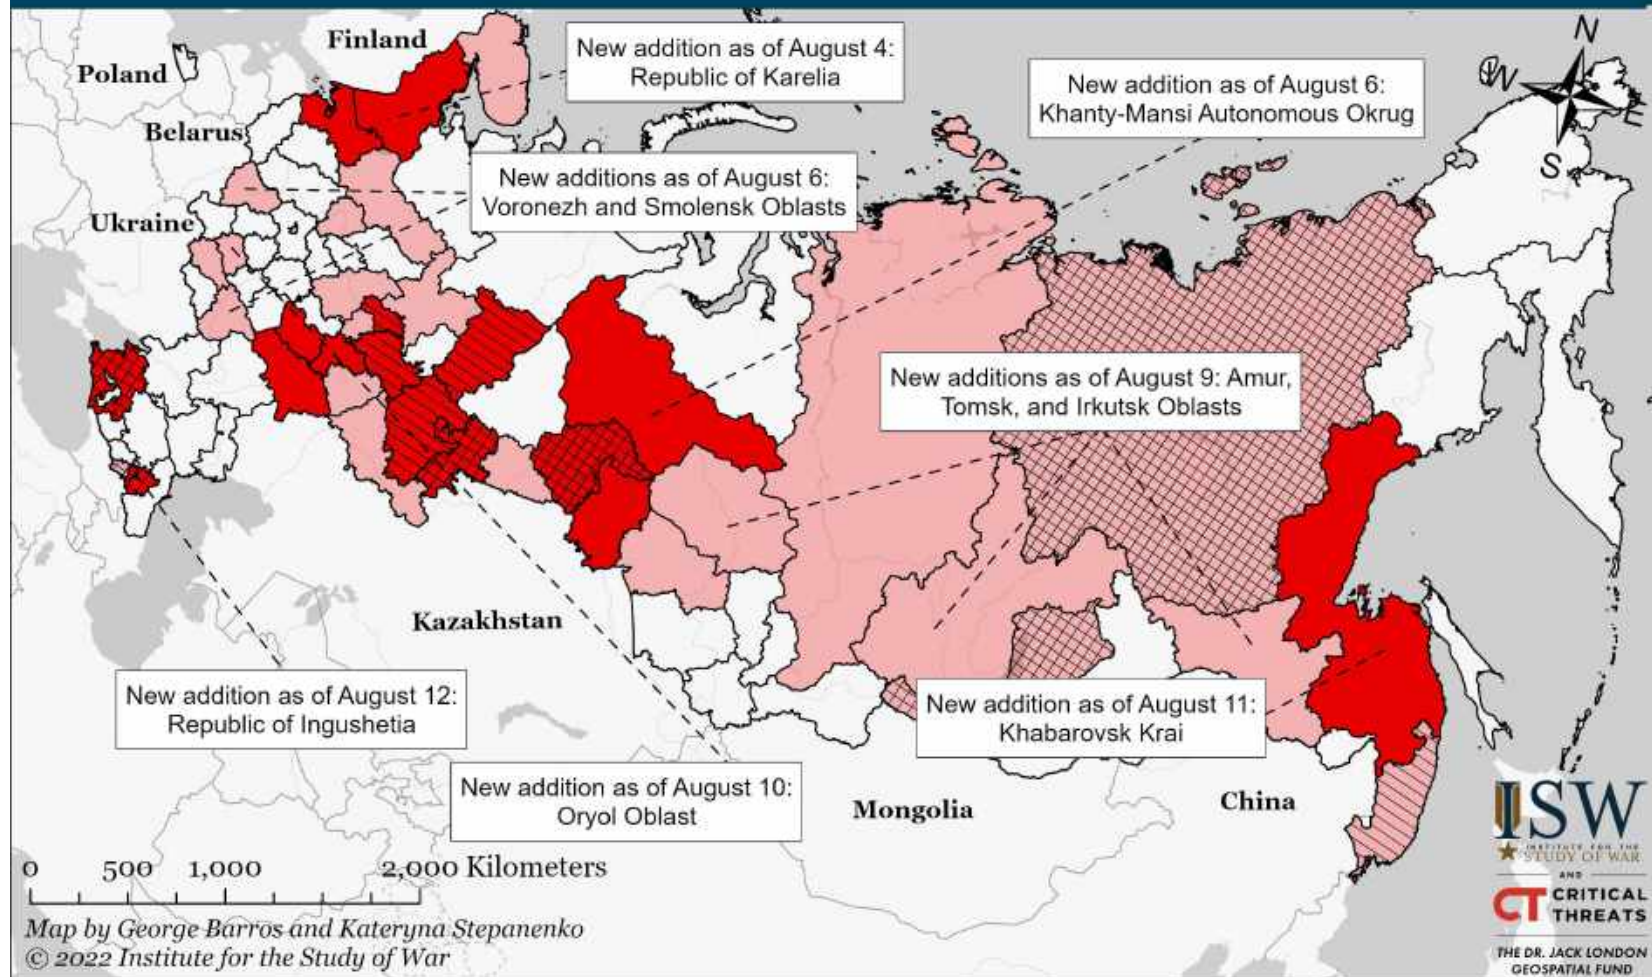 N
W
E
S
Finland
Poland
Belarus
Ukraine
New addition as of August 4:
Republic of Karelia
New addition as of August 6:
Khanty-Mansi Autonomous Okrug
New additions as of August 6:
Voronezh and Smolensk Oblasts
New additions as of August 9: Amur,
Tomsk, and Irkutsk Oblasts
Kazakhstan
New addition as of August 12:
Republic of Ingushetia
New addition as of August 11:
Khabarovsk Krai
New addition as of August 10:
Oryol Oblast
Mongolia
China
0 500 1,000 2,000 Kilometers
Map by George Barros and Kateryna Stepanenko
© 2022 Institute for the Study of War
ISW
INSTITUTE FOR THE
STUDY OF WAR
AND
CT CRITICAL
THREATS
THE DR. JACK LONDON
GEOSPATIAL FUND